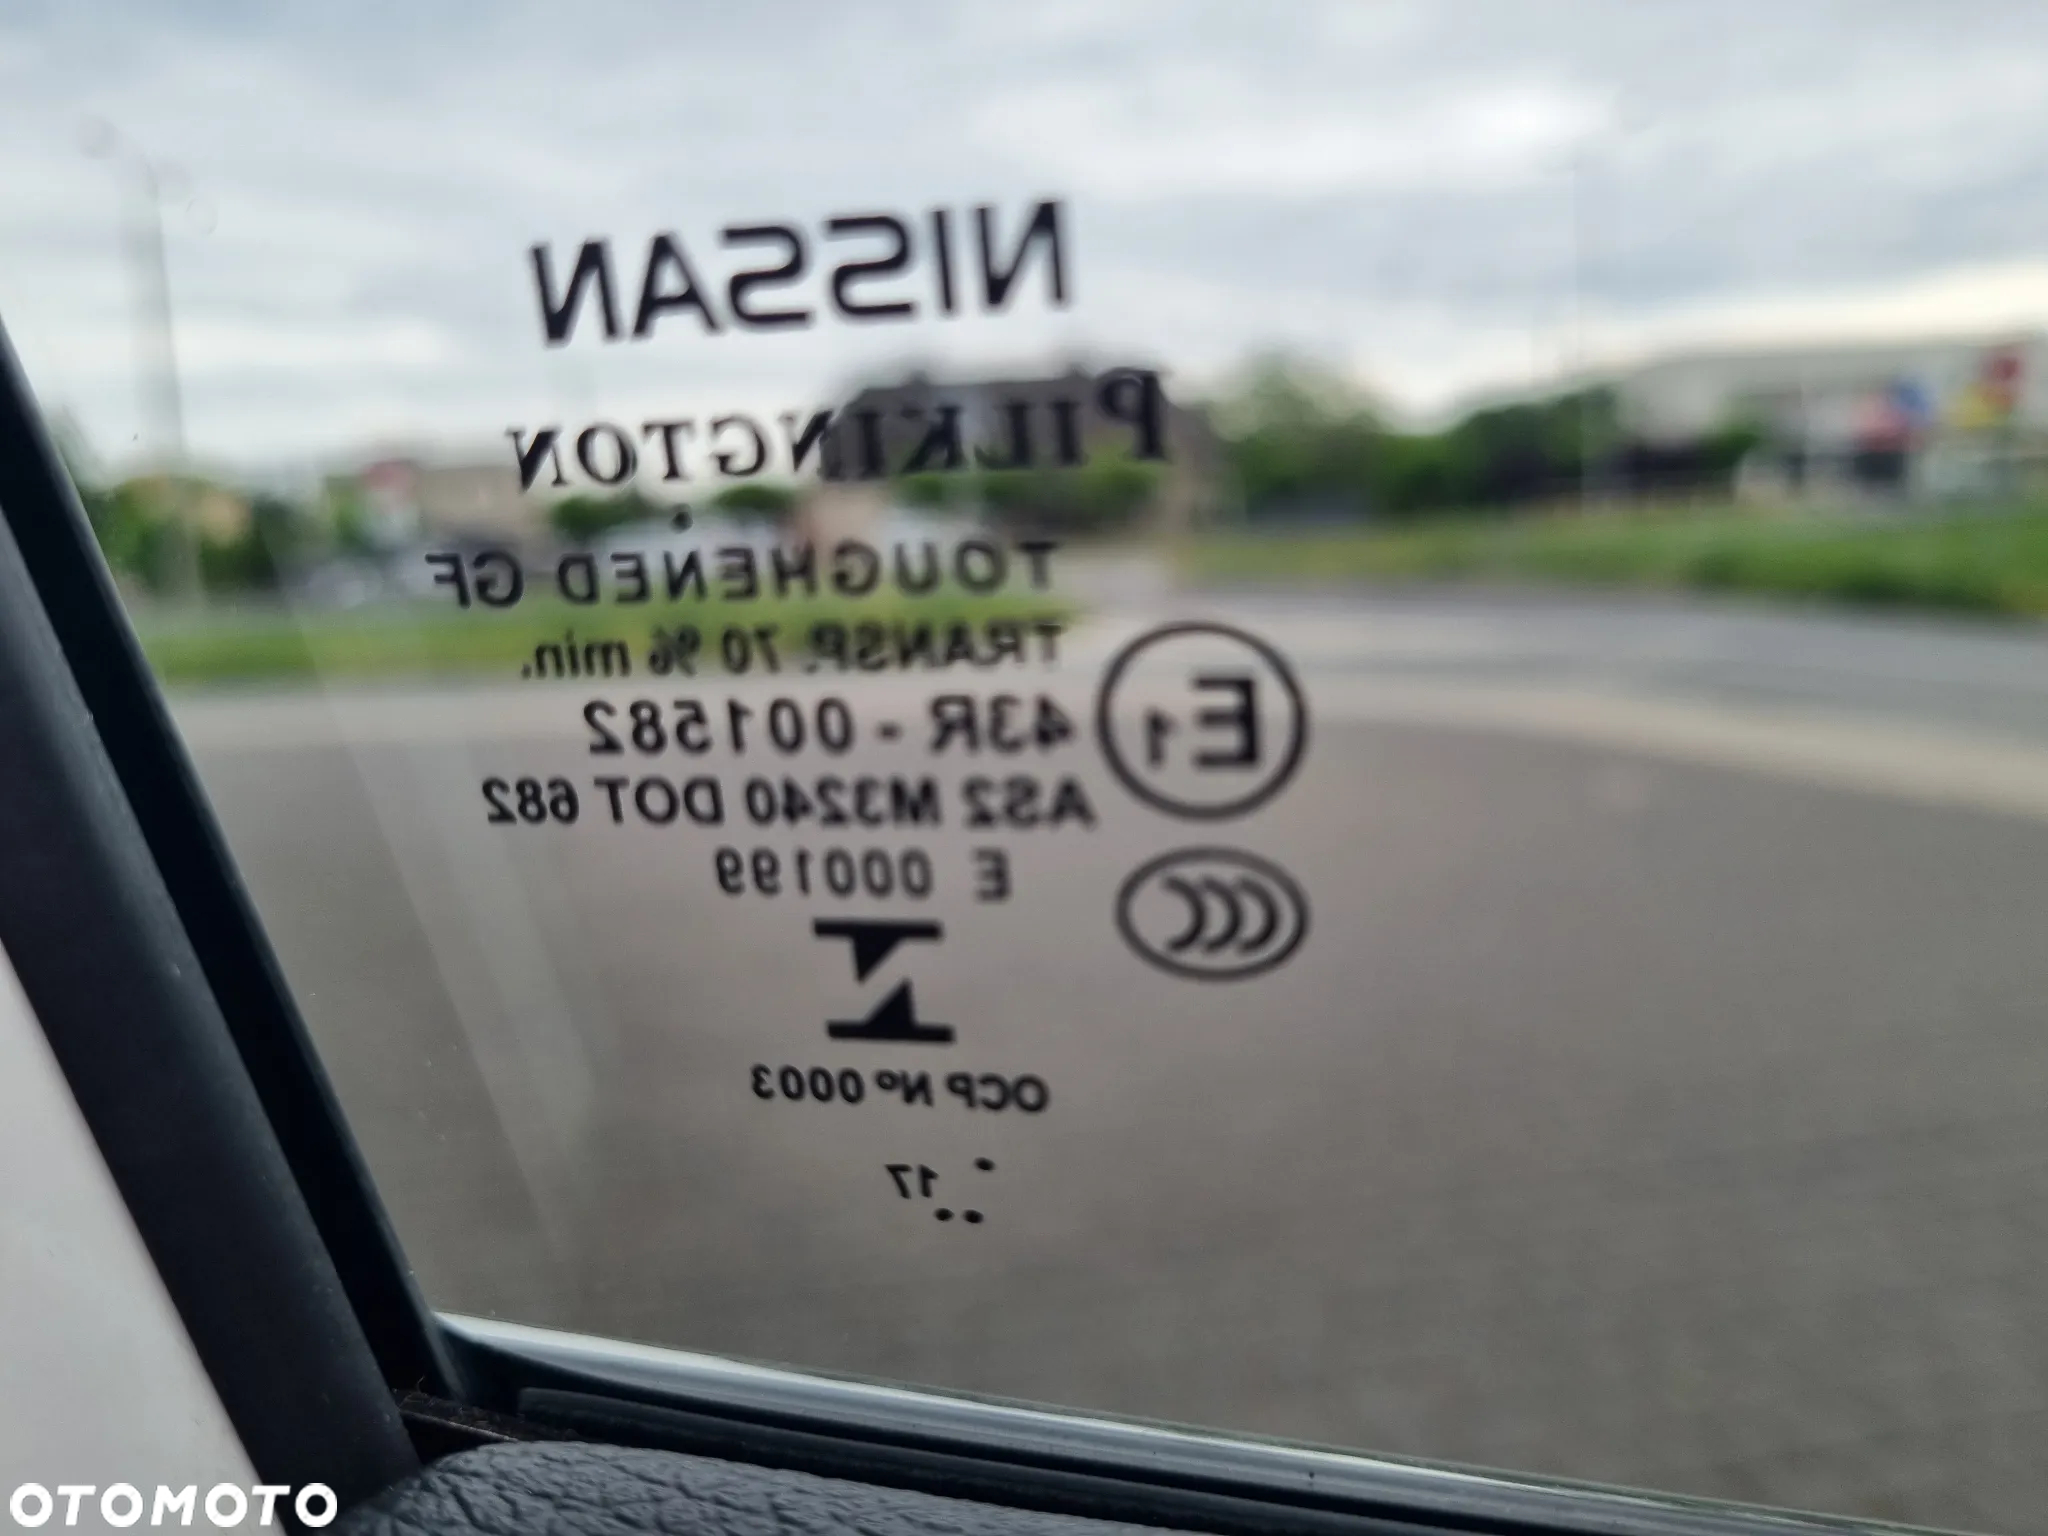 NISSAN
PILKINGTON
TOUGHENED GF
TRANSP. 70 % min.
E1 43R - 001582
AS2 M3240 DOT 682
CCC E 000199
OCP Nº 0003
17
OTOMOTO